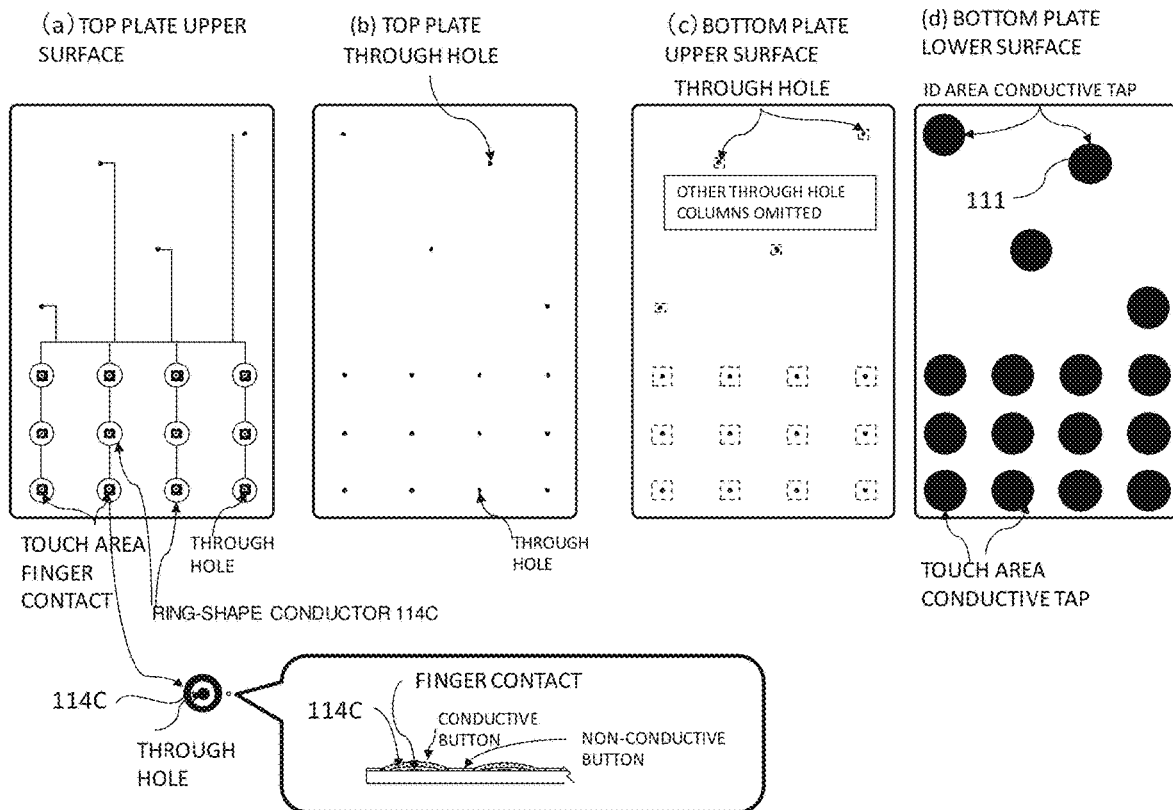 (a) TOP PLATE UPPER
SURFACE
(b) TOP PLATE
THROUGH HOLE
(c) BOTTOM PLATE
UPPER SURFACE
THROUGH HOLE
(d) BOTTOM PLATE
LOWER SURFACE
ID AREA CONDUCTIVE TAP
OTHER THROUGH HOLE
COLUMNS OMITTED
111
TOUCH AREA
FINGER
CONTACT
THROUGH
HOLE
RING-SHAPE CONDUCTOR 114C
THROUGH
HOLE
TOUCH AREA
CONDUCTIVE TAP
114C
THROUGH
HOLE
FINGER CONTACT
114C
CONDUCTIVE
BUTTON
NON-CONDUCTIVE
BUTTON